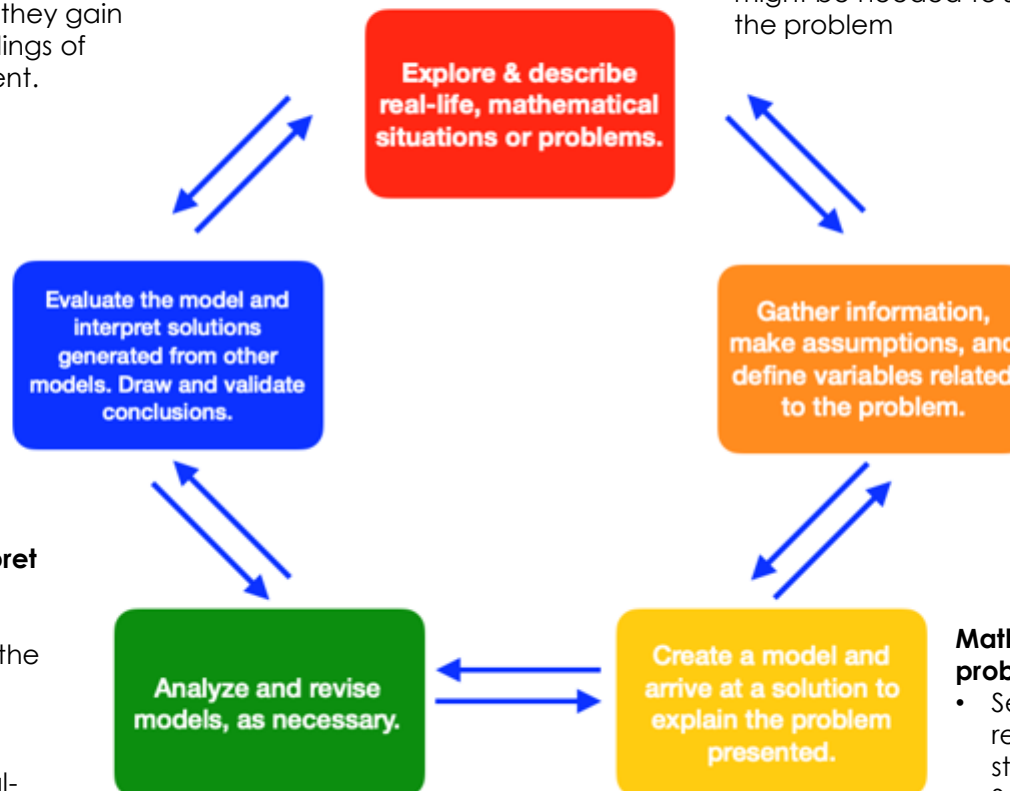 they gain
ings of
ent.
the problem
Explore & describe
real-life, mathematical
situations or problems.
Evaluate the model and
interpret solutions
generated from other
models. Draw and validate
conclusions.
Gather information,
make assumptions, and
define variables related
to the problem.
the
Analyze and revise
models, as necessary.
Create a model and
arrive at a solution to
explain the problem
presented.
Math
prob
• Se
re
st